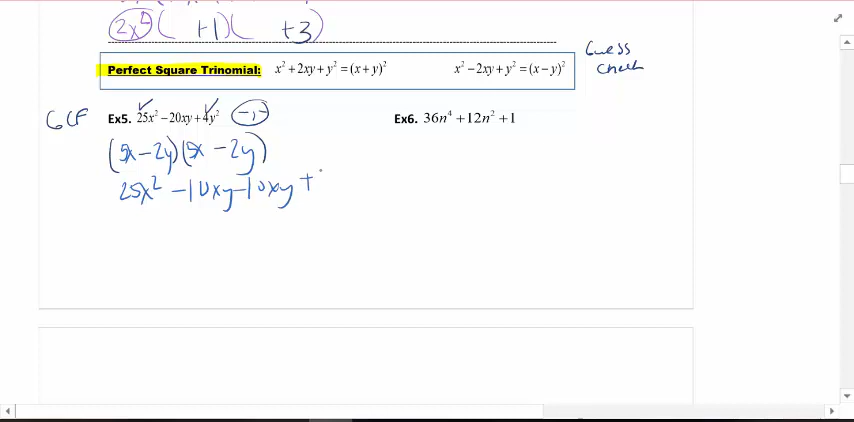 2x² ( +1)( +3)
Guess
Check
Perfect Square Trinomial: x² + 2xy + y² = (x + y)² x² − 2xy + y² = (x − y)²
GCF Ex5. 25x² − 20xy + 4y² −,− Ex6. 36n⁴ + 12n² + 1
(5x − 2y)(5x − 2y)
25x² − 10xy − 10xy +